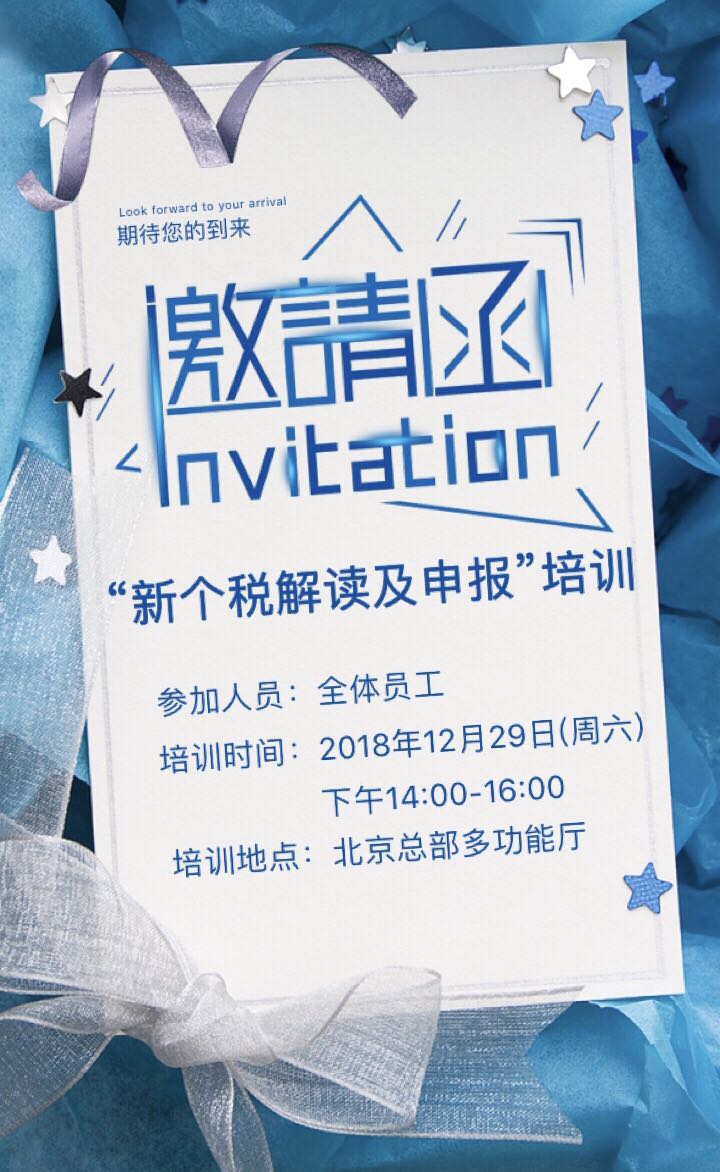 Look forward to your arrival
期待您的到来
邀請函
Invitation
“新个税解读及申报”培训
参加人员：全体员工
培训时间：2018年12月29日(周六)
下午14:00-16:00
培训地点：北京总部多功能厅